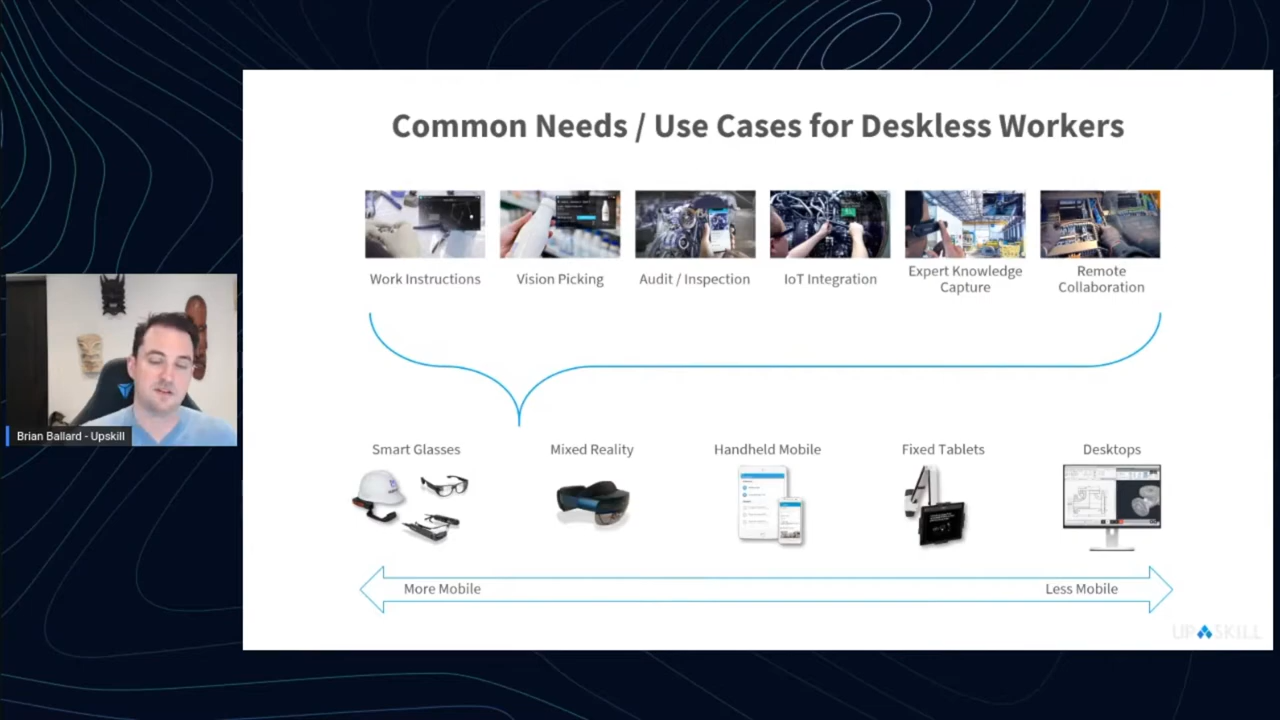 Common Needs / Use Cases for Deskless Workers
Work Instructions
Vision Picking
Audit / Inspection
IoT Integration
Expert Knowledge
Capture
Remote
Collaboration
Brian Ballard - Upskill
Smart Glasses
Mixed Reality
Handheld Mobile
Fixed Tablets
Desktops
More Mobile
Less Mobile
UPSKILL